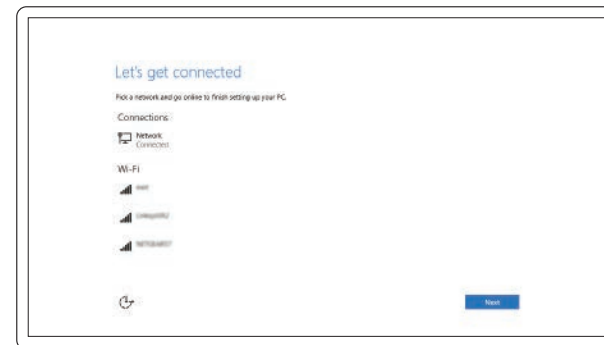 Let's get connected
Pick a network and go online to finish setting up your PC.
Connections
Network
Connected
Wi-Fi
Next